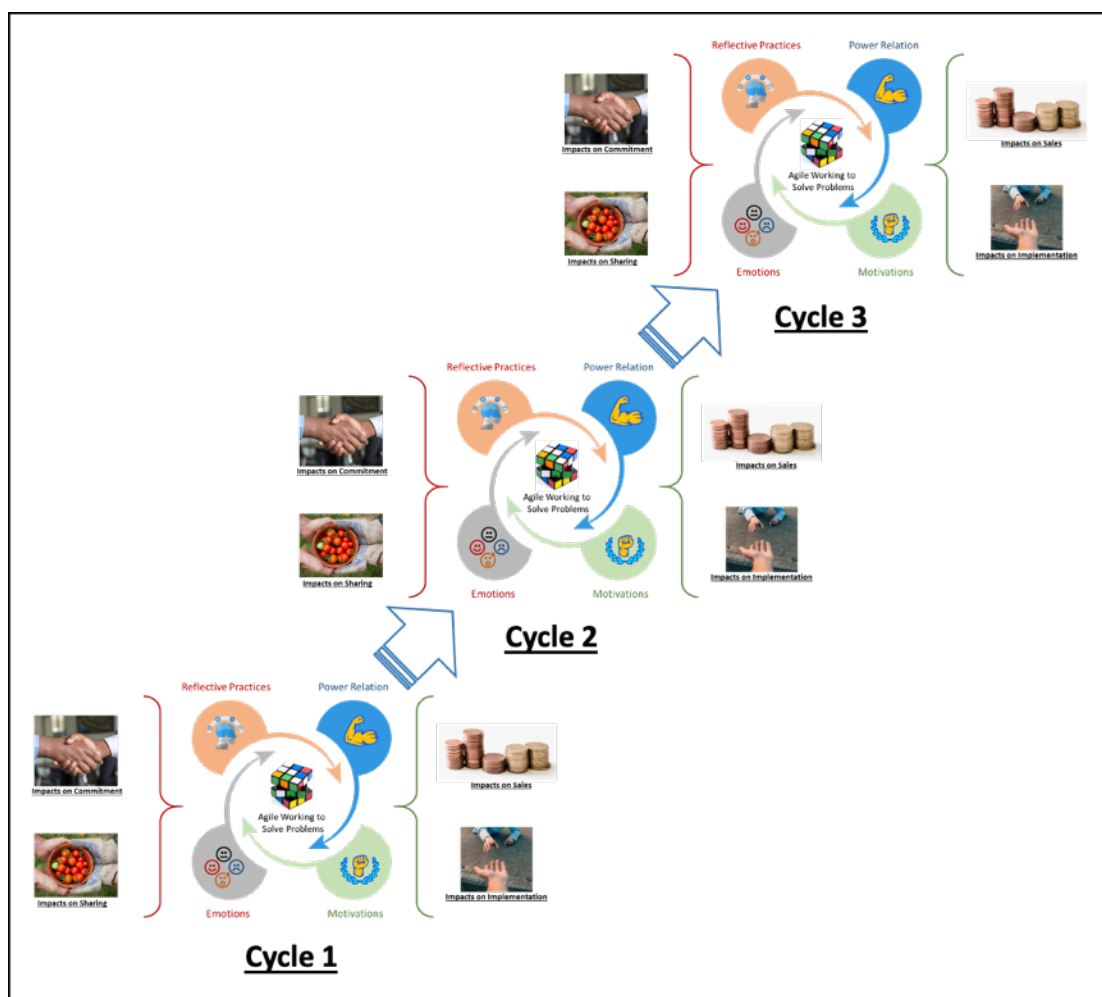 Reflective Practices
Power Relation
Impacts on Commitment
Impacts on Sales
Agile Working to
Solve Problems
Impacts on Sharing
Impacts on Implementation
Emotions
Motivations
Cycle 3
Reflective Practices
Power Relation
Impacts on Commitment
Impacts on Sales
Agile Working to
Solve Problems
Impacts on Sharing
Impacts on Implementation
Emotions
Motivations
Cycle 2
Reflective Practices
Power Relation
Impacts on Commitment
Impacts on Sales
Agile Working to
Solve Problems
Impacts on Sharing
Impacts on Implementation
Emotions
Motivations
Cycle 1